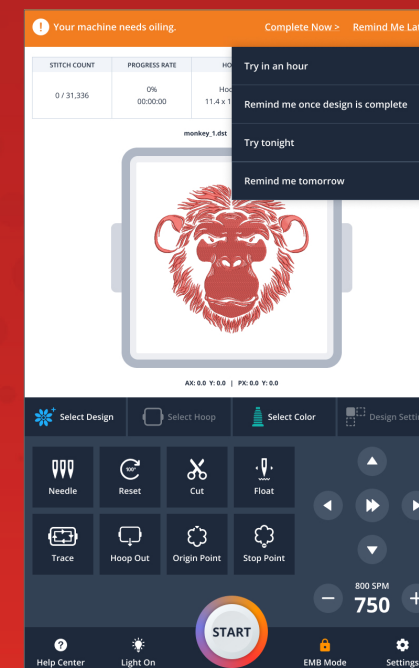 ! Your machine needs oiling. Complete Now > Remind Me
Try in an hour
Remind me once design is complete
Try tonight
Remind me tomorrow
STITCH COUNT PROGRESS RATE
0 / 31,336 0%
00:00:00 11.4 x
monkey_1.dst
AX: 0.0 Y: 0.0 | PX: 0.0 Y: 0.0
Select Design Select Hoop Select Color Design
100°
Needle Reset Cut Float
Trace Hoop Out Origin Point Stop Point
800 SPM
− 750 +
START
? Help Center Light On EMB Mode Settings